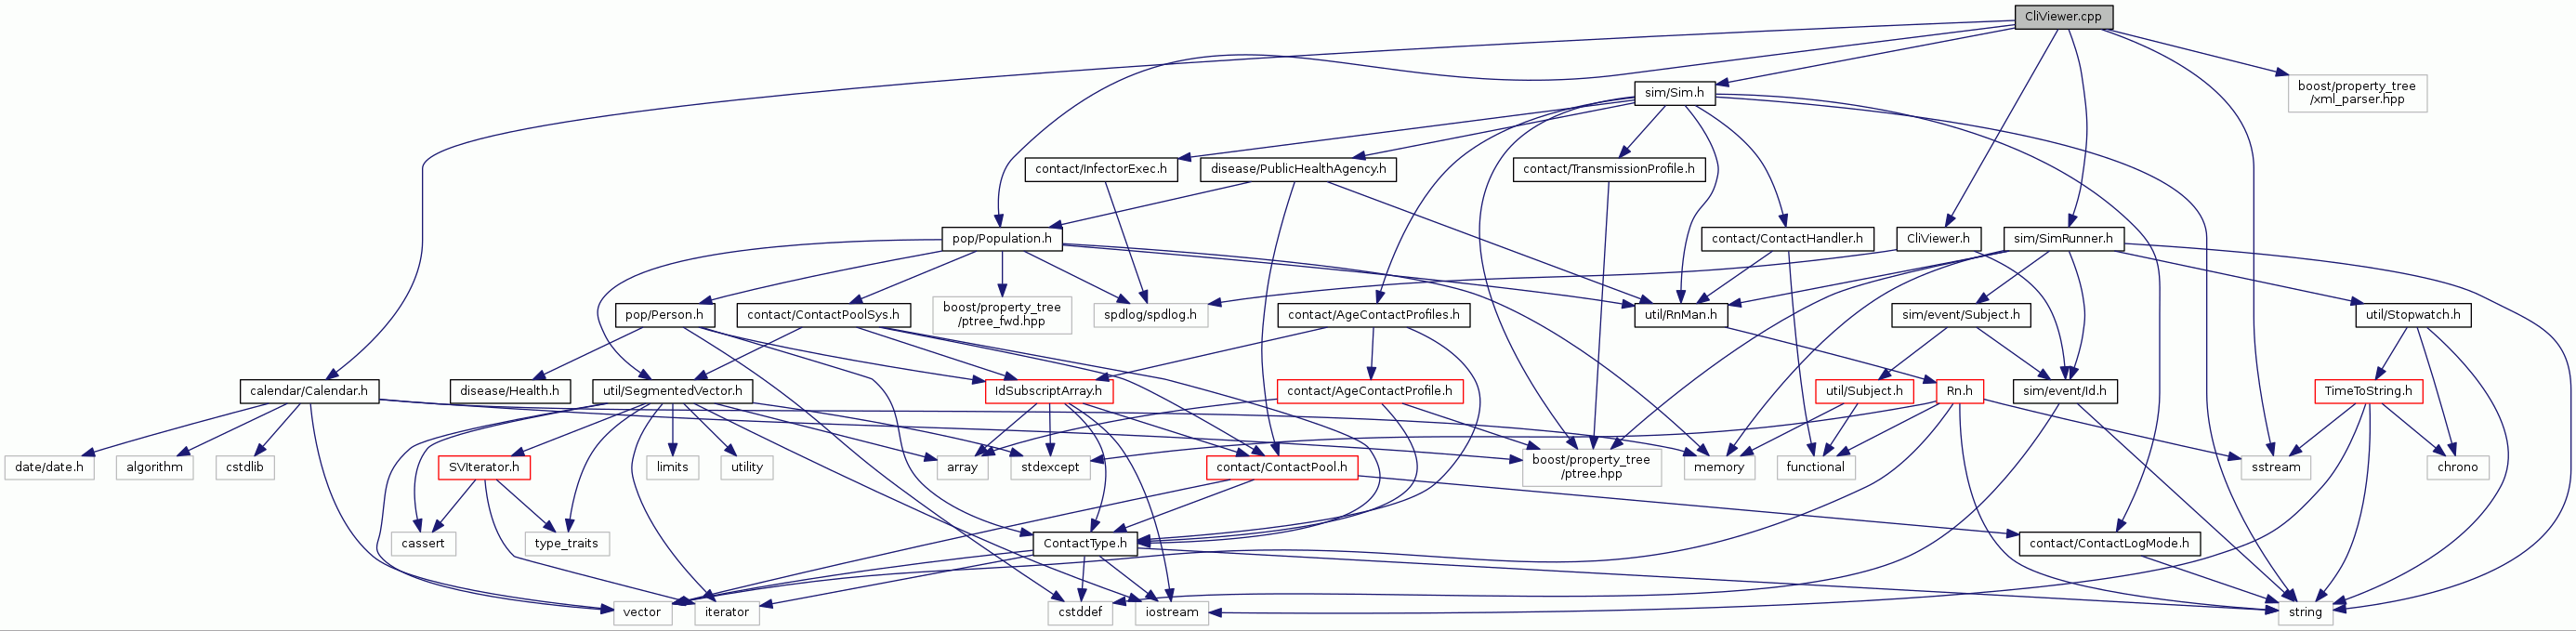 CliViewer.cpp
sim/Sim.h
boost/property_tree
/xml_parser.hpp
contact/InfectorExec.h
disease/PublicHealthAgency.h
contact/TransmissionProfile.h
pop/Population.h
contact/ContactHandler.h
CliViewer.h
sim/SimRunner.h
pop/Person.h
contact/ContactPoolSys.h
boost/property_tree
/ptree_fwd.hpp
spdlog/spdlog.h
contact/AgeContactProfiles.h
util/RnMan.h
sim/event/Subject.h
util/Stopwatch.h
calendar/Calendar.h
disease/Health.h
util/SegmentedVector.h
IdSubscriptArray.h
contact/AgeContactProfile.h
util/Subject.h
Rn.h
sim/event/Id.h
TimeToString.h
date/date.h
algorithm
cstdlib
SVIterator.h
limits
utility
array
stdexcept
contact/ContactPool.h
boost/property_tree
/ptree.hpp
memory
functional
sstream
chrono
cassert
type_traits
ContactType.h
contact/ContactLogMode.h
vector
iterator
cstddef
iostream
string